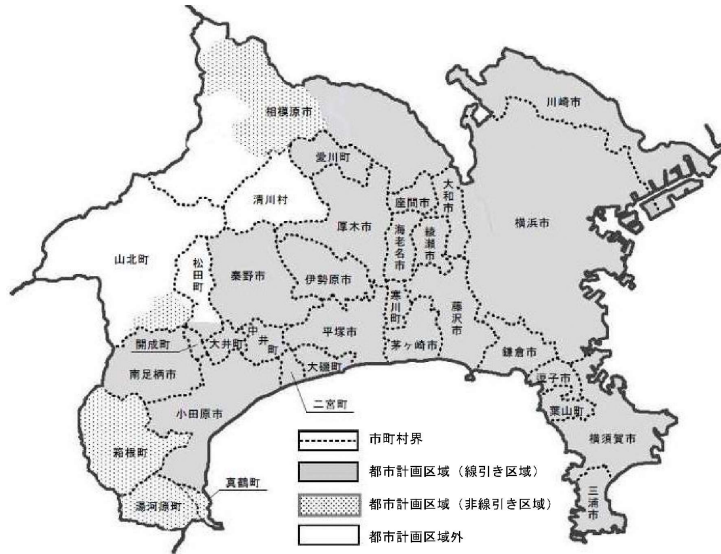 川崎市
相模原市
愛川町
大和市
座間市
清川村
横浜市
厚木市
海老名市
綾瀬市
山北町
松田町
秦野市
伊勢原市
寒川町
藤沢市
開成町
大井町
中井町
平塚市
茅ヶ崎市
鎌倉市
南足柄市
大磯町
逗子市
小田原市
二宮町
葉山町
横須賀市
箱根町
真鶴町
湯河原町
三浦市
市町村界
都市計画区域（線引き区域）
都市計画区域（非線引き区域）
都市計画区域外